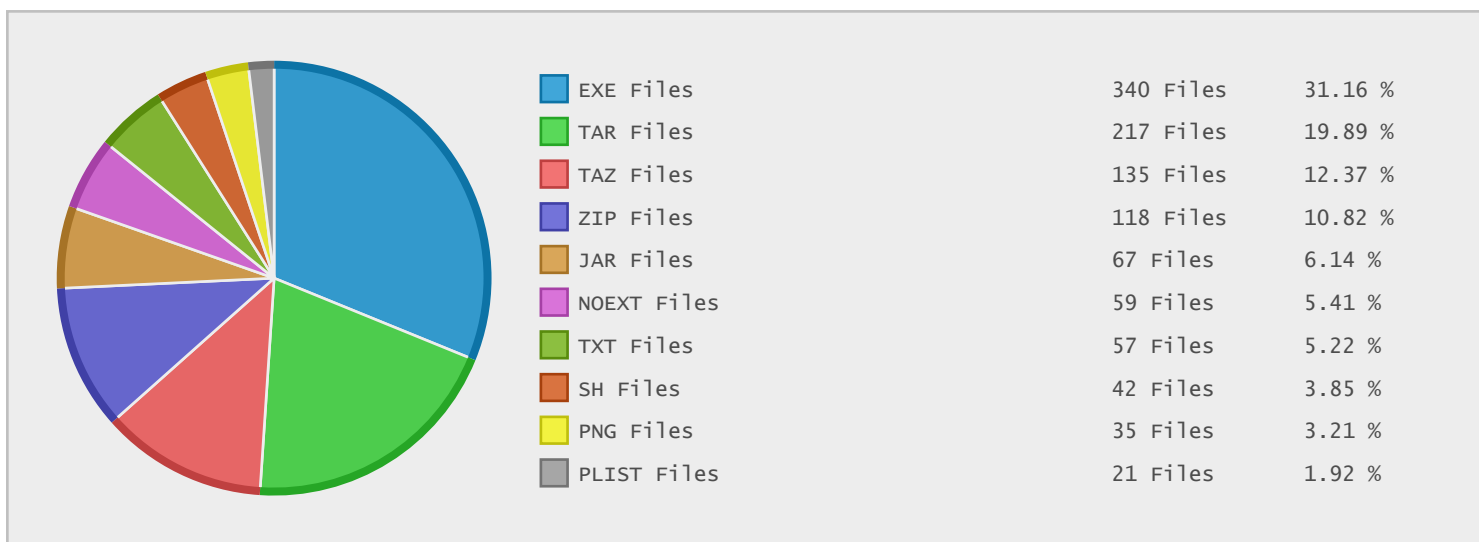 EXE Files 340 Files 31.16 %
TAR Files 217 Files 19.89 %
TAZ Files 135 Files 12.37 %
ZIP Files 118 Files 10.82 %
JAR Files 67 Files 6.14 %
NOEXT Files 59 Files 5.41 %
TXT Files 57 Files 5.22 %
SH Files 42 Files 3.85 %
PNG Files 35 Files 3.21 %
PLIST Files 21 Files 1.92 %